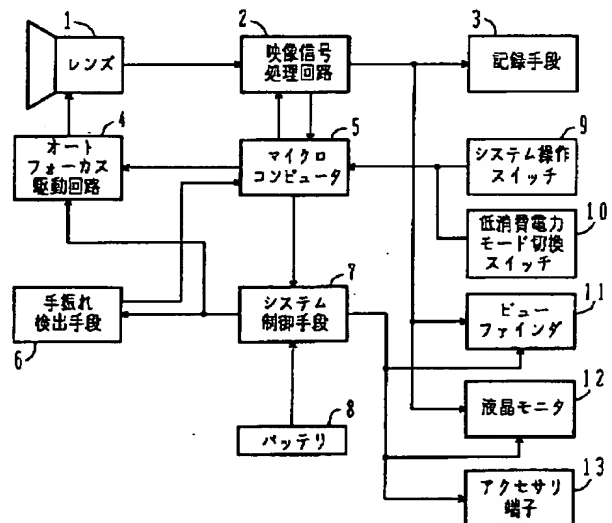 1
レンズ
2
映像信号
処理回路
3
記録手段
4
オート
フォーカス
駆動回路
5
マイクロ
コンピュータ
9
システム操作
スイッチ
10
低消費電力
モード切換
スイッチ
6
手振れ
検出手段
7
システム
制御手段
8
バッテリ
11
ビュー
ファインダ
12
液晶モニタ
13
アクセサリ
端子